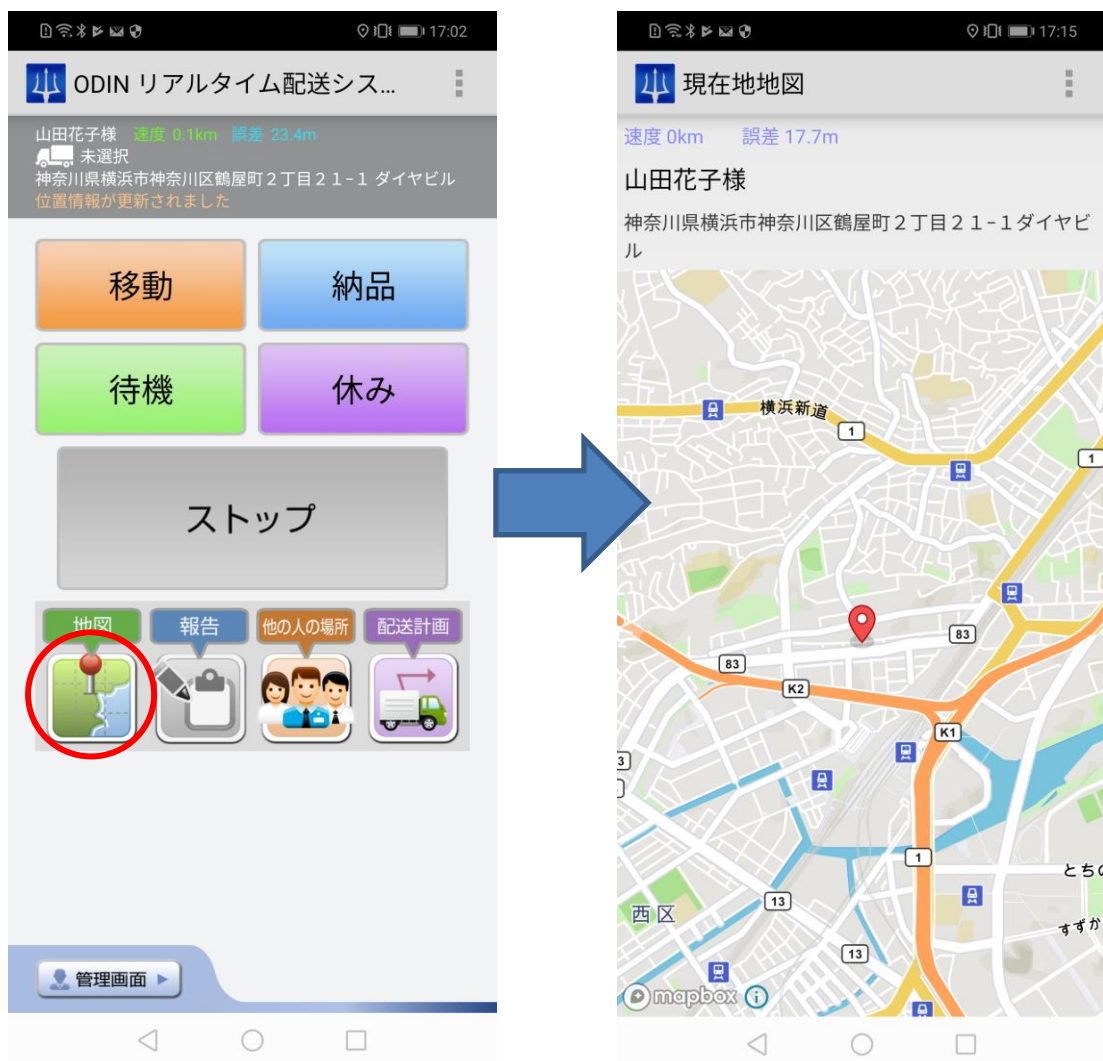 17:02
ODIN リアルタイム配送シス...
山田花子様 速度 0.1km 誤差 23.4m
未選択
神奈川県横浜市神奈川区鶴屋町２丁目２１−１ ダイヤビル
位置情報が更新されました
移動
納品
待機
休み
ストップ
地図
報告
他の人の場所
配送計画
管理画面
17:15
現在地地図
速度 0km 誤差 17.7m
山田花子様
神奈川県横浜市神奈川区鶴屋町２丁目２１−１ダイヤビ
ル
横浜新道
1
1
83
83
K2
K1
3
1
とちの
13
西区
すずか
13
mapbox